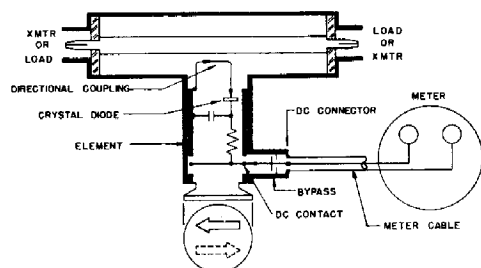 XMTR
OR
LOAD
LOAD
OR
XMTR
DIRECTIONAL COUPLING
CRYSTAL DIODE
DC CONNECTOR
METER
ELEMENT
BYPASS
DC CONTACT
METER CABLE